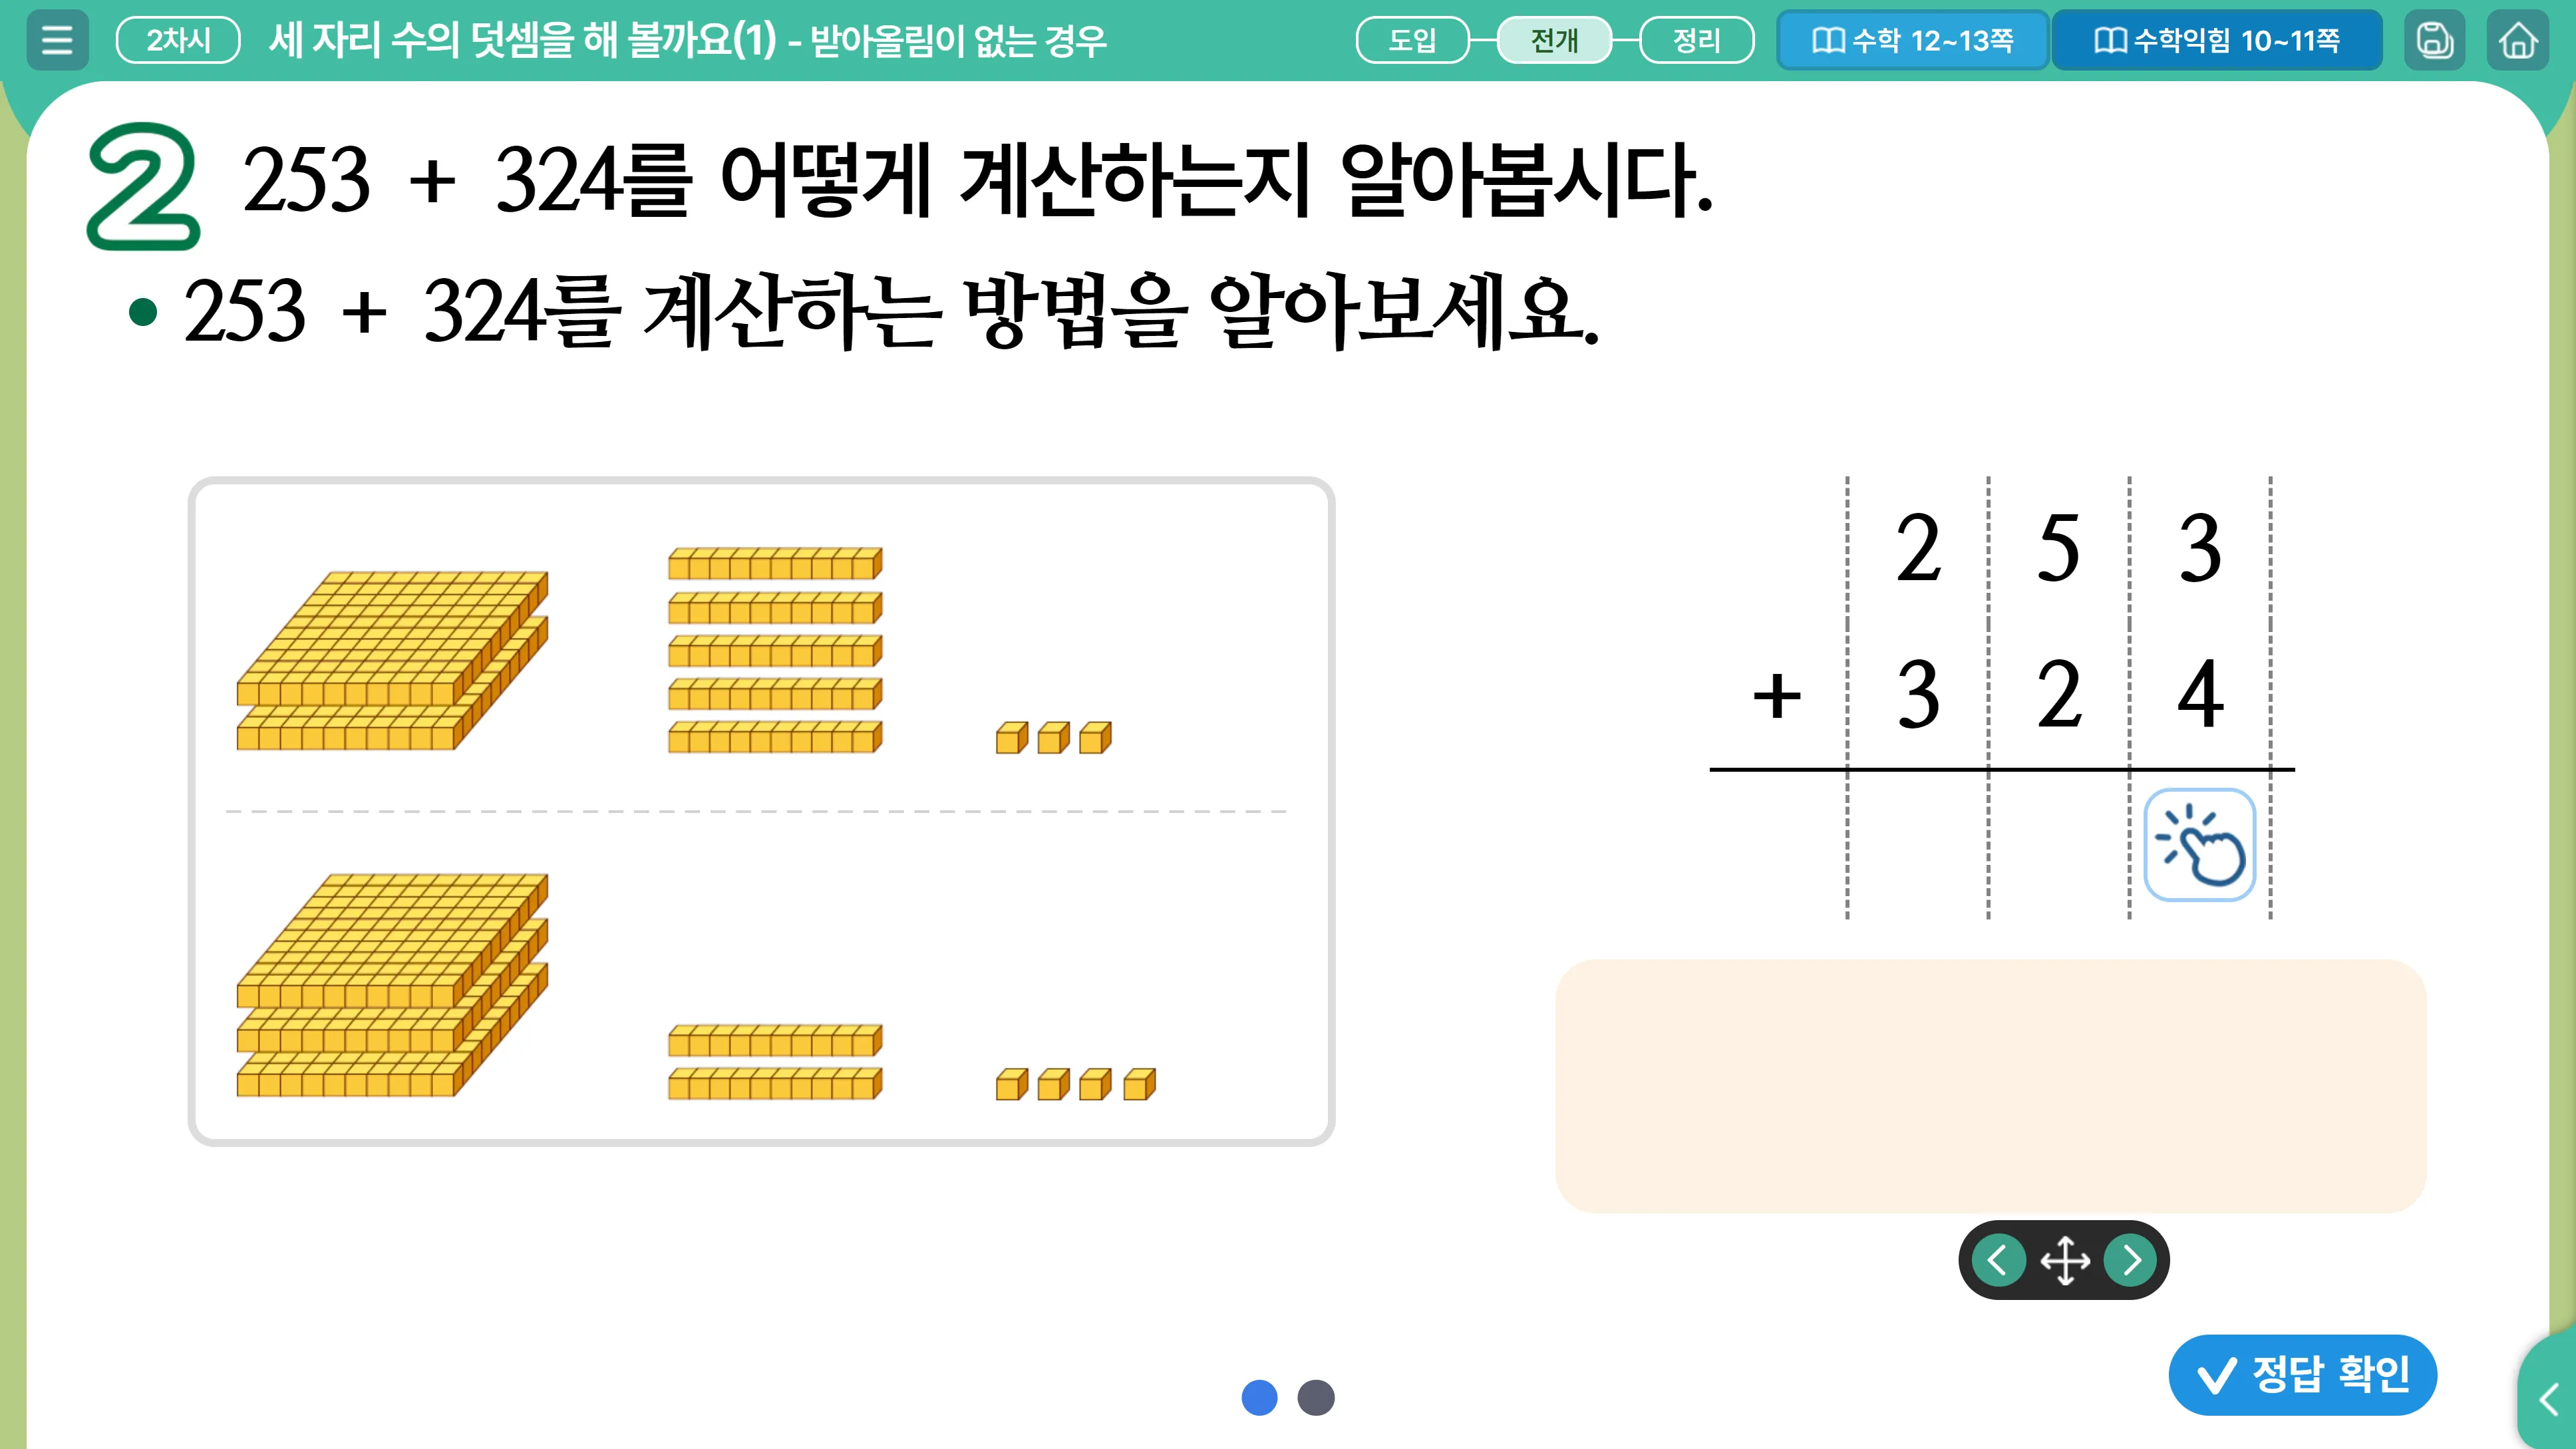 2차시 세 자리 수의 덧셈을 해 볼까요(1) - 받아올림이 없는 경우 도입 전개 정리 수학 12~13쪽 수학익힘 10~11쪽
2 253 + 324를 어떻게 계산하는지 알아봅시다.
• 253 + 324를 계산하는 방법을 알아보세요.
2 5 3
+ 3 2 4
정답 확인